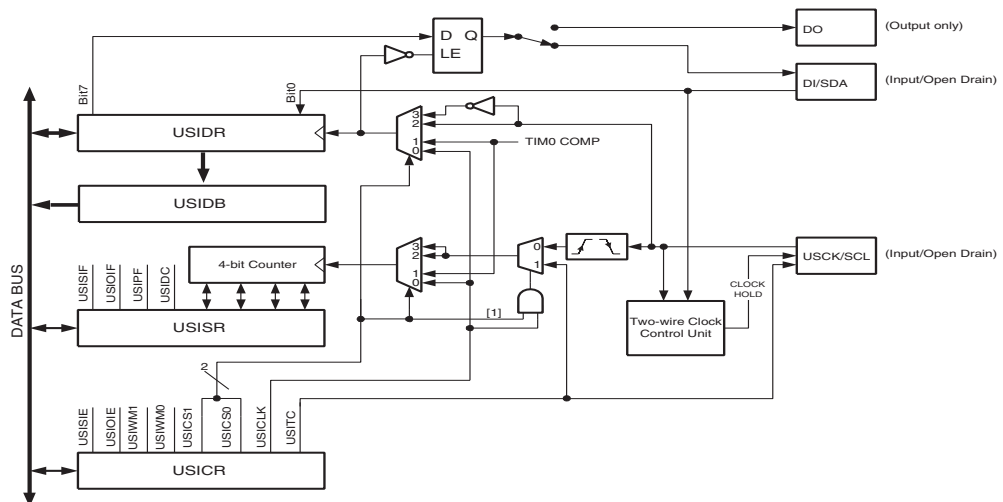 D Q
LE
DO
(Output only)
DI/SDA
(Input/Open Drain)
Bit7
Bit0
USIDR
3
2
1
0
TIM0 COMP
USIDB
4-bit Counter
3
2
1
0
0
1
USCK/SCL
(Input/Open Drain)
CLOCK
HOLD
Two-wire Clock
Control Unit
USISIF
USIOIF
USIPF
USIDC
USISR
[1]
DATA BUS
2
USISIE
USIOIE
USIWM1
USIWM0
USICS1
USICS0
USICLK
USITC
USICR